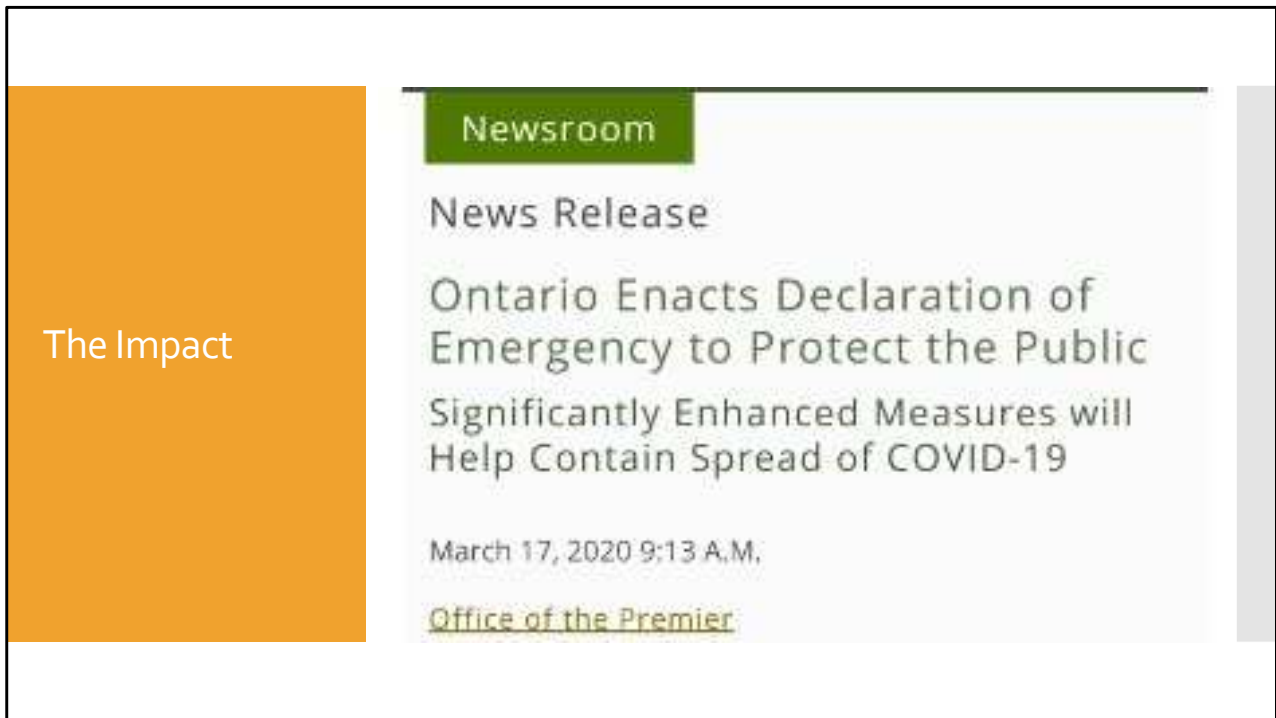 The Impact
Newsroom
News Release
Ontario Enacts Declaration of
Emergency to Protect the Public
Significantly Enhanced Measures will
Help Contain Spread of COVID-19
March 17, 2020 9:13 A.M.
Office of the Premier